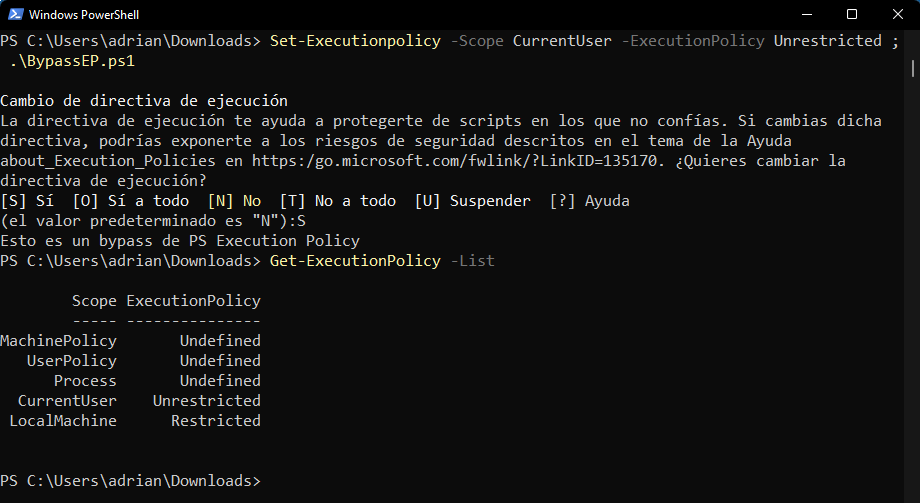 Windows PowerShell
PS C:\Users\adrian\Downloads> Set-Executionpolicy -Scope CurrentUser -ExecutionPolicy Unrestricted ;
.\BypassEP.ps1
Cambio de directiva de ejecución
La directiva de ejecución te ayuda a protegerte de scripts en los que no confías. Si cambias dicha
directiva, podrías exponerte a los riesgos de seguridad descritos en el tema de la Ayuda
about_Execution_Policies en https:/go.microsoft.com/fwlink/?LinkID=135170. ¿Quieres cambiar la
directiva de ejecución?
[S] Sí  [O] Sí a todo  [N] No  [T] No a todo  [U] Suspender  [?] Ayuda
(el valor predeterminado es "N"):S
Esto es un bypass de PS Execution Policy
PS C:\Users\adrian\Downloads> Get-ExecutionPolicy -List
Scope ExecutionPolicy
----- ---------------
MachinePolicy Undefined
UserPolicy Undefined
Process Undefined
CurrentUser Unrestricted
LocalMachine Restricted
PS C:\Users\adrian\Downloads>